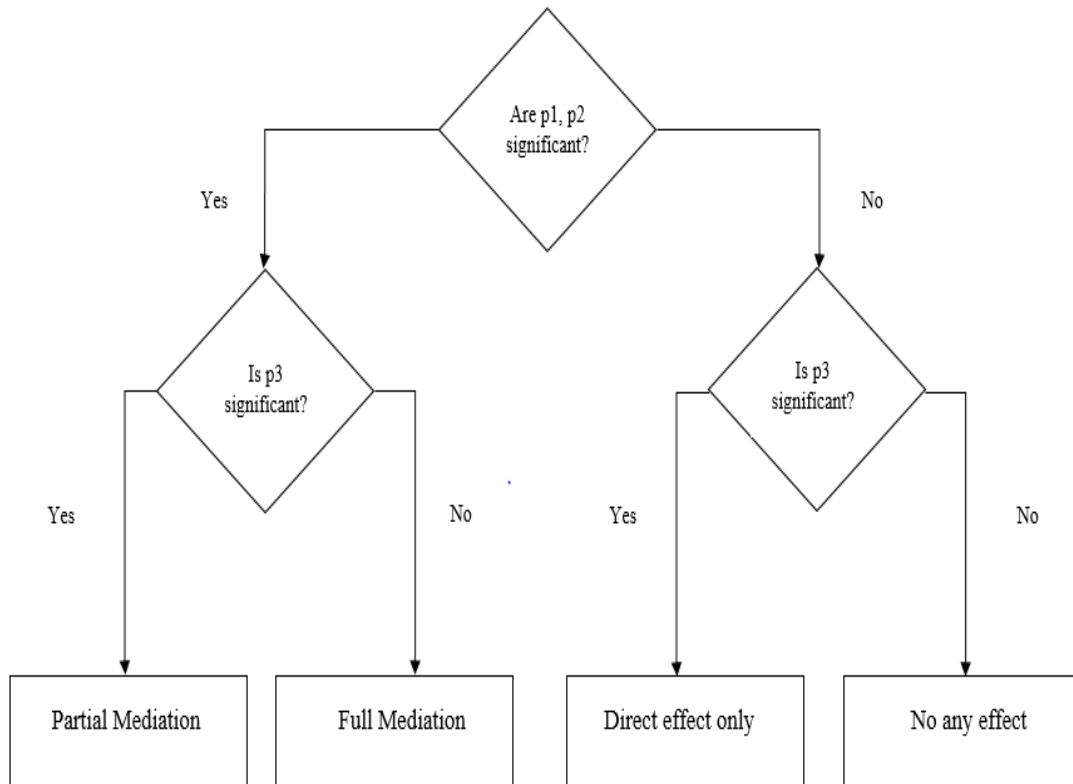 Are p1, p2
significant?
Yes
No
Is p3
significant?
Is p3
significant?
Yes
No
Yes
No
Partial Mediation
Full Mediation
Direct effect only
No any effect